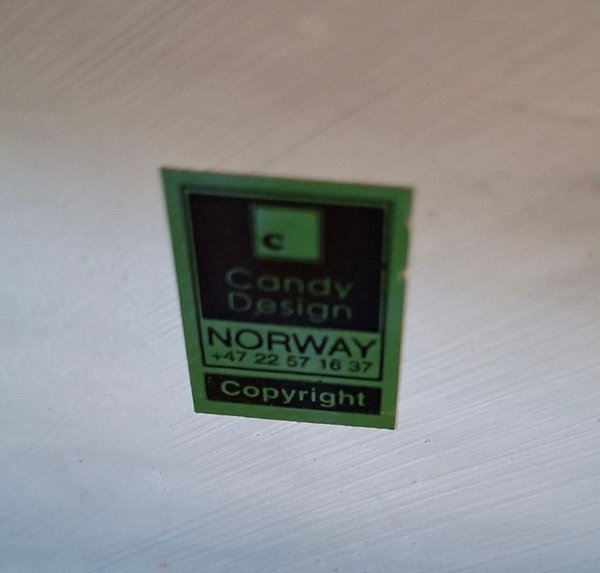 c
Candy
Design
NORWAY
+47 22 57 16 37
Copyright